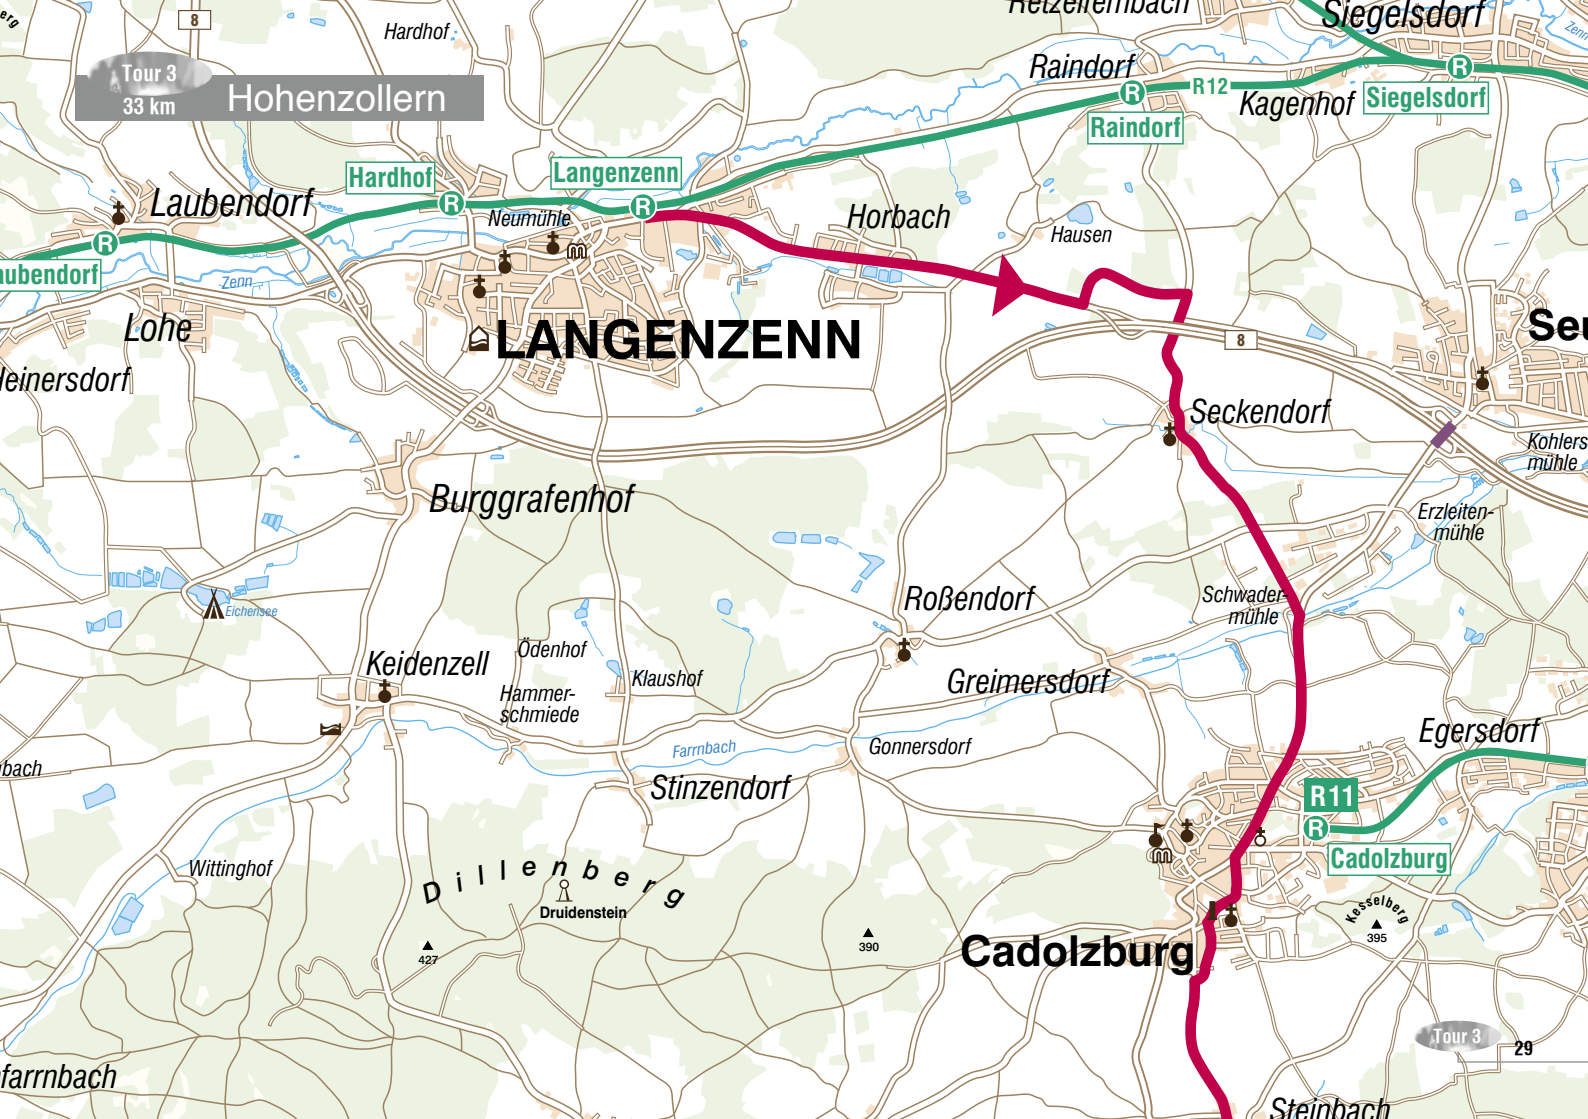 8
Hardhof
Tour 3
33 km
Hohenzollern
Siegelsdorf
Zenn
Raindorf
R
R12
R
Siegelsdorf
Kagenhof
Raindorf
Hardhof
Langenzenn
Laubendorf
R
R
Neumühle
Horbach
Hausen
R
Zenn
Lohe
LANGENZENN
8
Seckendorf
Kohlers
mühle
Burggrafenhof
Erzleiten-
mühle
Eichensee
Roßendorf
Schwader-
mühle
Keidenzell
Ödenhof
Klaushof
Hammer-
schmiede
Greimersdorf
Farrnbach
Gonnersdorf
Egersdorf
Stinzendorf
R11
R
Cadolzburg
Wittinghof
Dillenberg
Druidenstein
427
390
Kesselberg
395
Cadolzburg
Tour 3
29
farrnbach
Steinbach